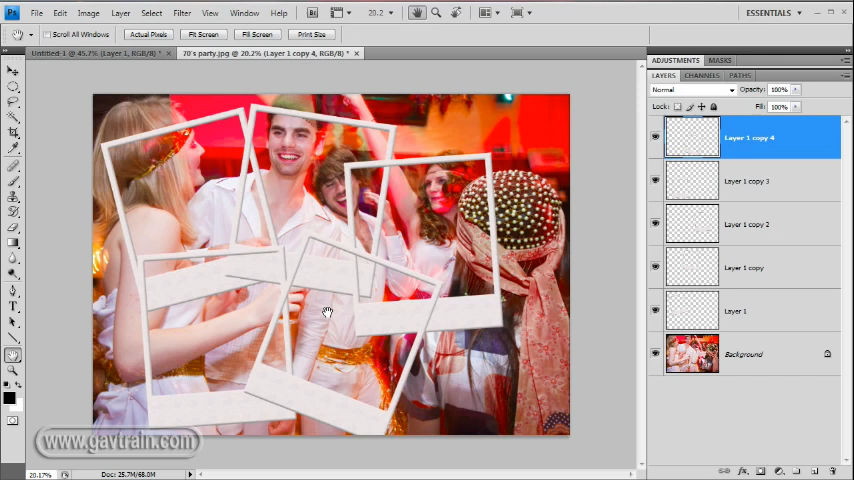 Ps File Edit Image Layer Select Filter View Window Help Br 20.2 ESSENTIALS
Scroll All Windows Actual Pixels Fit Screen Fill Screen Print Size
Untitled-1 @ 45.7% (Layer 1, RGB/8) * 70's party.jpg @ 20.2% (Layer 1 copy 4, RGB/8) *
ADJUSTMENTS MASKS
LAYERS CHANNELS PATHS
Normal Opacity: 100%
Lock: Fill: 100%
Layer 1 copy 4
Layer 1 copy 3
Layer 1 copy 2
Layer 1 copy
Layer 1
Background
www.gavtrain.com
20.17% Doc: 25.7M/68.0M